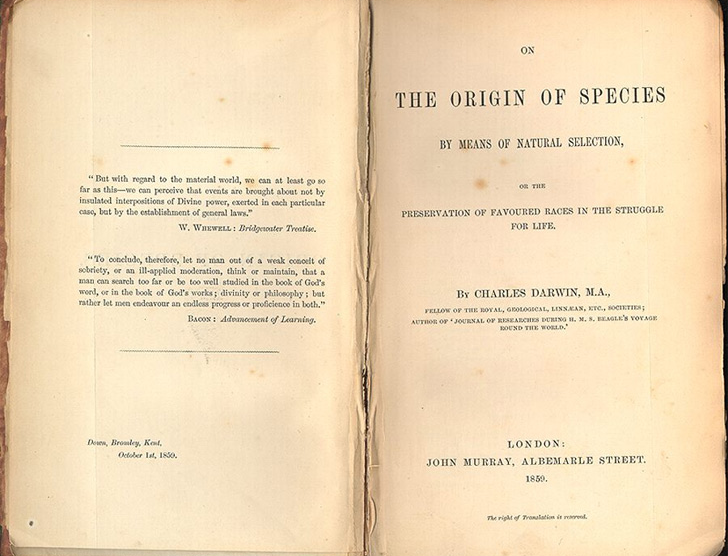 “But with regard to the material world, we can at least go so
far as this—we can perceive that events are brought about not by
insulated interpositions of Divine power, exerted in each particular
case, but by the establishment of general laws.”
W. Whewell: Bridgewater Treatise.
“To conclude, therefore, let no man out of a weak conceit of
sobriety, or an ill-applied moderation, think or maintain, that a
man can search too far or be too well studied in the book of God’s
word, or in the book of God’s works; divinity or philosophy; but
rather let men endeavour an endless progress or proficience in both.”
Bacon: Advancement of Learning.
Down, Bromley, Kent,
October 1st, 1859.
ON
THE ORIGIN OF SPECIES
BY MEANS OF NATURAL SELECTION,
OR THE
PRESERVATION OF FAVOURED RACES IN THE STRUGGLE
FOR LIFE.
By CHARLES DARWIN, M.A.,
FELLOW OF THE ROYAL, GEOLOGICAL, LINNÆAN, ETC., SOCIETIES;
AUTHOR OF ‘JOURNAL OF RESEARCHES DURING H. M. S. BEAGLE’S VOYAGE
ROUND THE WORLD.’
LONDON:
JOHN MURRAY, ALBEMARLE STREET.
1859.
The right of Translation is reserved.